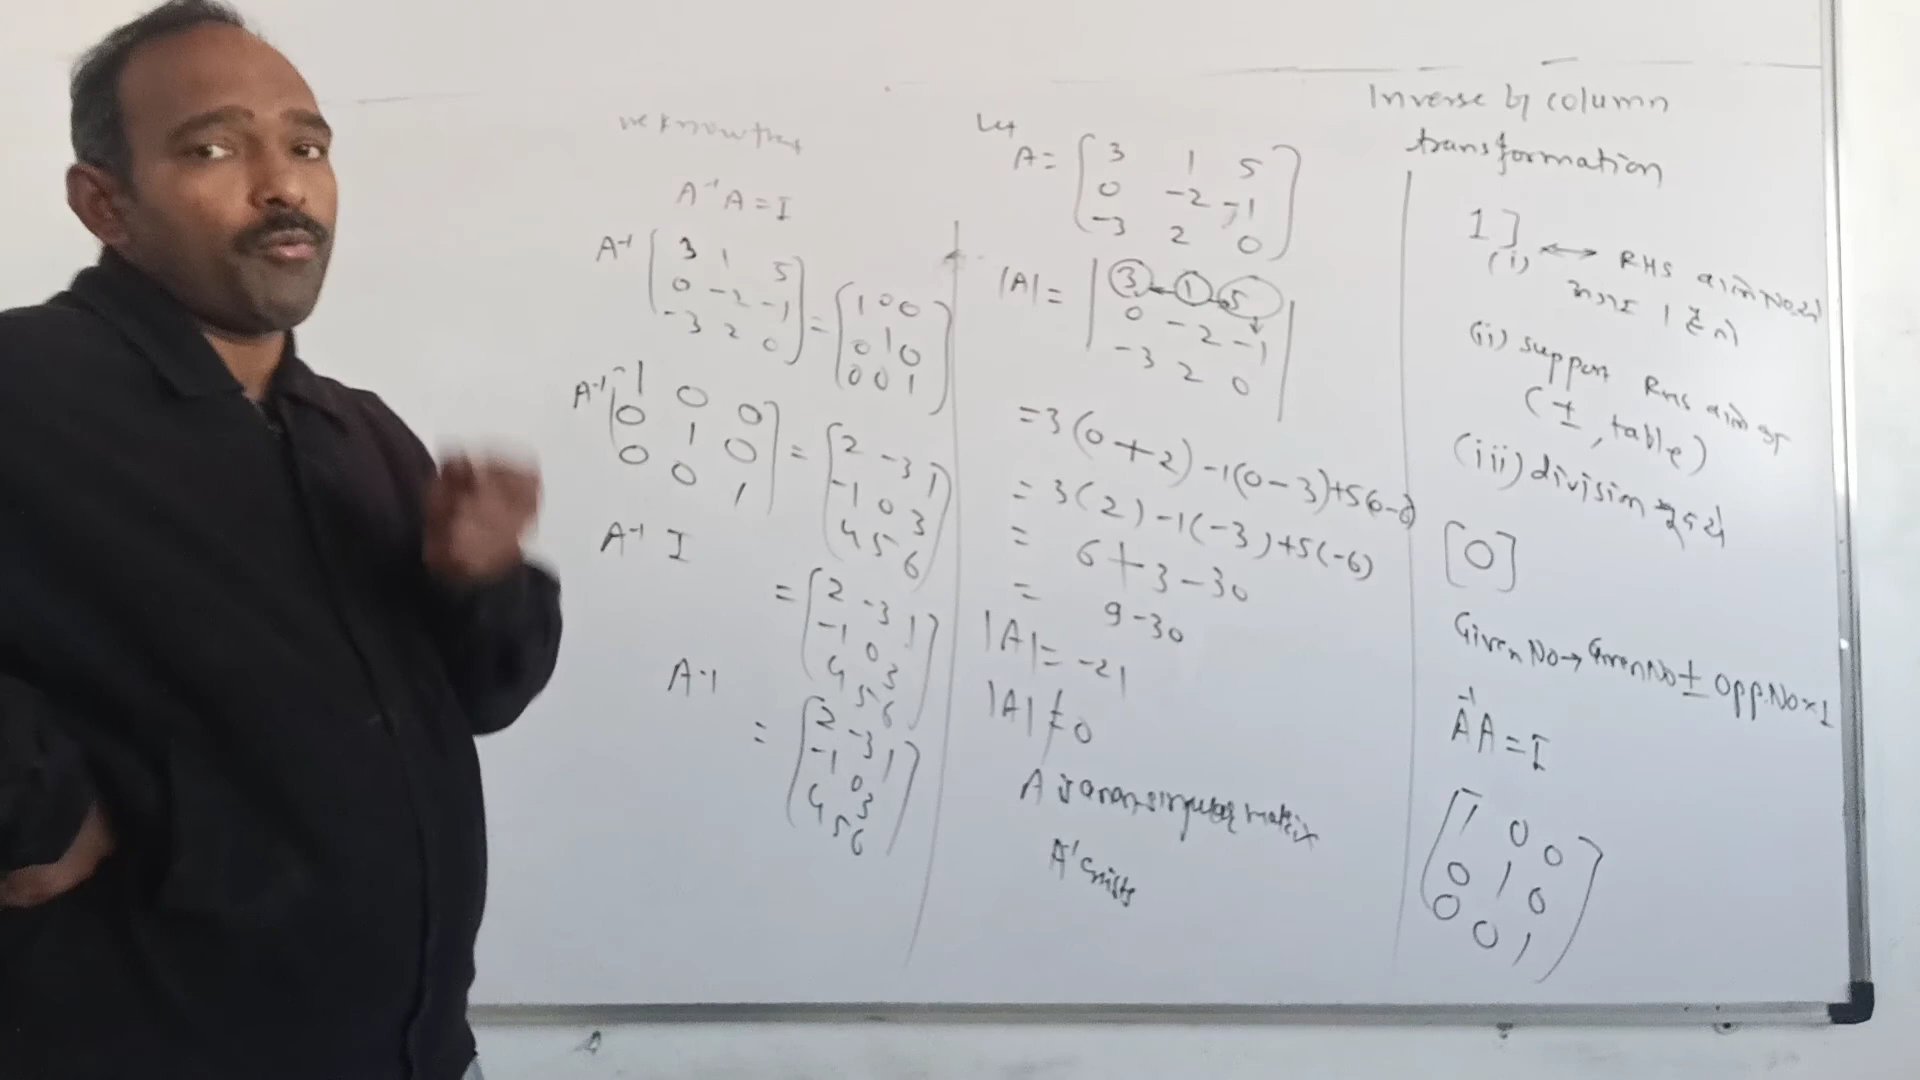 we know that
A⁻¹ A = I
A⁻¹ [3 1 5
0 -2 -1
-3 2 0] = [1 0 0
0 1 0
0 0 1]
A⁻¹ [1 0 0
0 1 0
0 0 1] = [2 -3 1
-1 0 3
4 5 6]
A⁻¹ I
= [2 -3 1
-1 0 3
4 5 6]
A-1
= [2 -3 1
-1 0 3
4 5 6]
Let
A = [3 1 5
0 -2 -1
-3 2 0]
|A| = |3 1 5
0 -2 -1
-3 2 0|
= 3(0+2) -1(0-3)+5(0-6)
= 3(2) -1(-3)+5(-6)
= 6+3-30
= 9-30
|A| = -21
|A| ≠ 0
A is a non-singular matrix
A⁻¹ exists
Inverse by column
transformation
1]
(i) ↔ RHS No.
1
(ii) support RHS
(±, table)
(iii) division
[0]
Given No → Given No ± opp.No × 1
A⁻¹ A = I
[1 0 0
0 1 0
0 0 1]